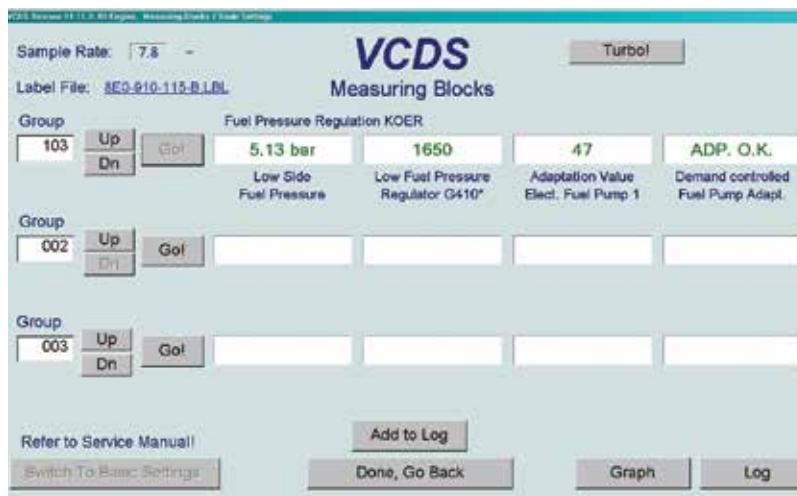 Sample Rate: 7.8
VCDS
Turbo!
Label File: 8E0-910-115-B.LBL
Measuring Blocks
Group
Fuel Pressure Regulation KOER
103
Up
Dn
Go!
5.13 bar
1650
47
ADP. O.K.
Low Side
Fuel Pressure
Low Fuel Pressure
Regulator G410*
Adaptation Value
Elect. Fuel Pump 1
Demand controlled
Fuel Pump Adapt.
Group
002
Up
Dn
Go!
Group
003
Up
Dn
Go!
Refer to Service Manual!
Add to Log
Switch To Basic Settings
Done, Go Back
Graph
Log